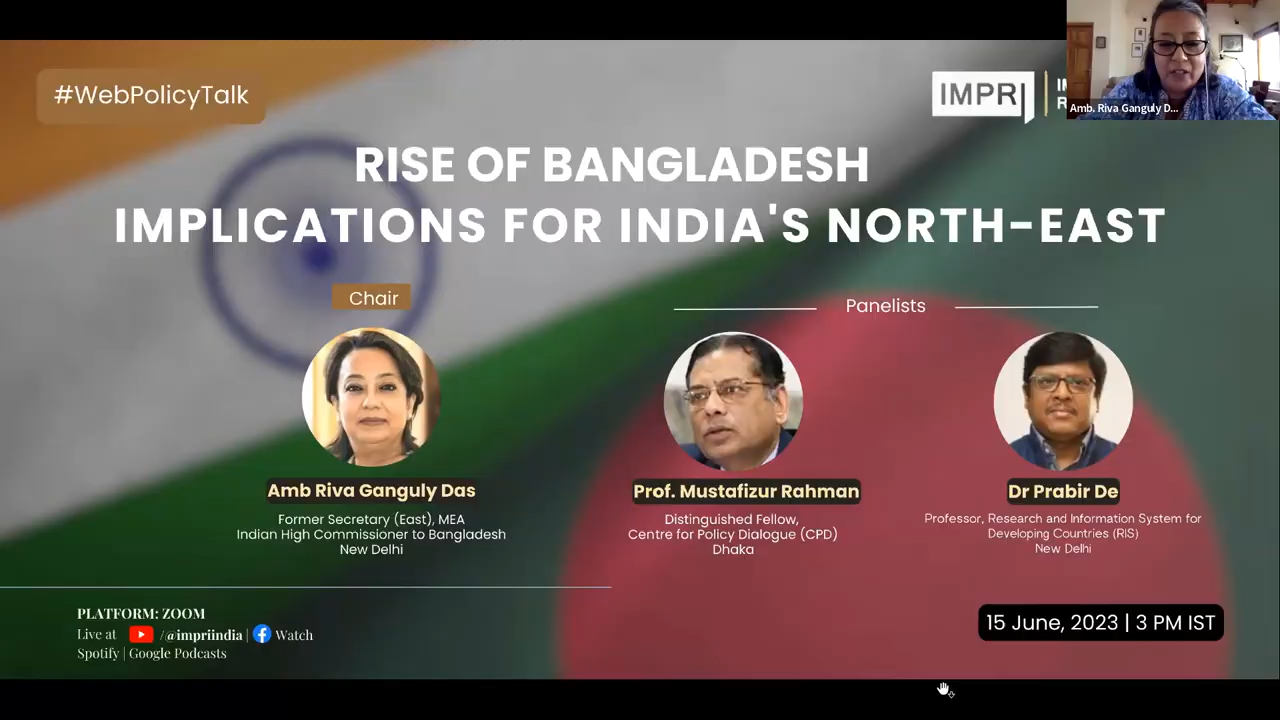 #WebPolicyTalk
IMPRI
Amb. Riva Ganguly D...
RISE OF BANGLADESH
IMPLICATIONS FOR INDIA'S NORTH-EAST
Chair
Panelists
Amb Riva Ganguly Das
Former Secretary (East), MEA
Indian High Commissioner to Bangladesh
New Delhi
Prof. Mustafizur Rahman
Distinguished Fellow,
Centre for Policy Dialogue (CPD)
Dhaka
Dr Prabir De
Professor, Research and Information System for
Developing Countries (RIS)
New Delhi
PLATFORM: ZOOM
Live at /@impriindia | Watch
Spotify | Google Podcasts
15 June, 2023 | 3 PM IST